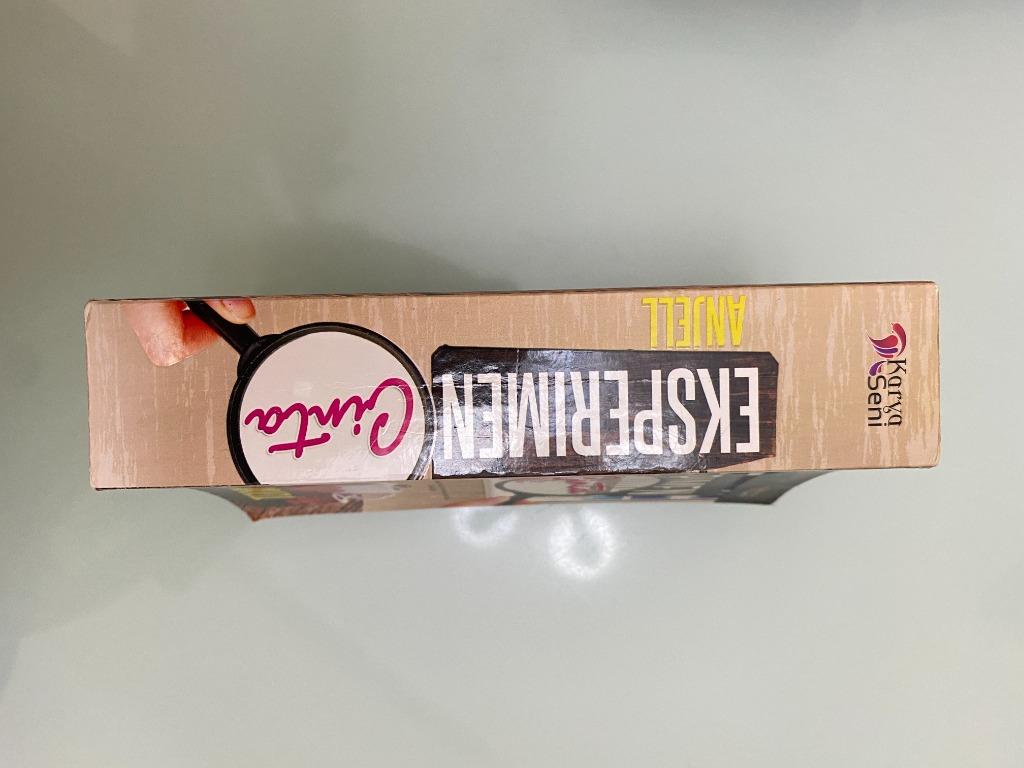 ANJELL
EKSPERIMEN
Cinta
Karya
Seni